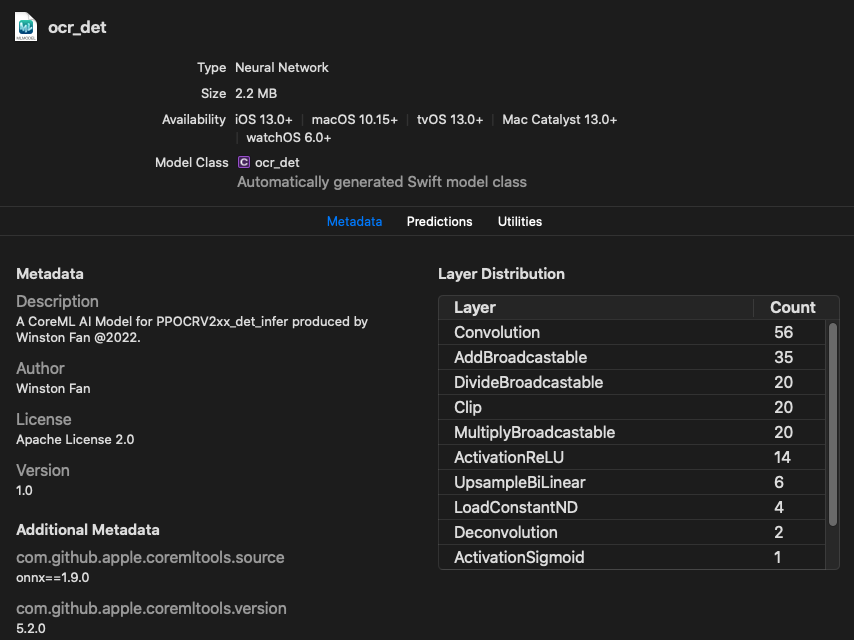 ocr_det
Type Neural Network
Size 2.2 MB
Availability iOS 13.0+ | macOS 10.15+ | tvOS 13.0+ | Mac Catalyst 13.0+
| watchOS 6.0+
Model Class C ocr_det
Automatically generated Swift model class
Metadata Predictions Utilities
Metadata
Description
A CoreML AI Model for PPOCRV2xx_det_infer produced by
Winston Fan @2022.
Author
Winston Fan
License
Apache License 2.0
Version
1.0
Additional Metadata
com.github.apple.coremltools.source
onnx==1.9.0
com.github.apple.coremltools.version
5.2.0
Layer Distribution
Layer Count
Convolution 56
AddBroadcastable 35
DivideBroadcastable 20
Clip 20
MultiplyBroadcastable 20
ActivationReLU 14
UpsampleBiLinear 6
LoadConstantND 4
Deconvolution 2
ActivationSigmoid 1